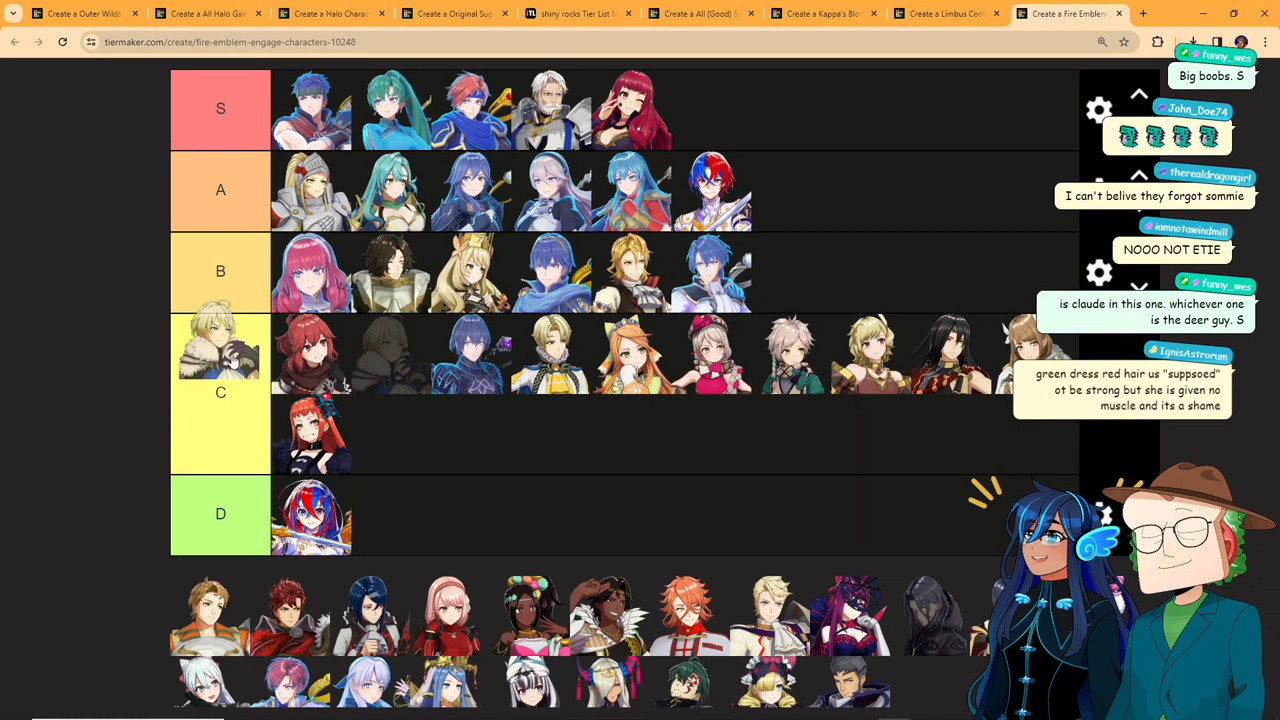 Create a Outer Wilds
Create a All Halo Ga
Create a Halo Charac
Create a Original Sup
shiny rocks Tier List M
Create a All (Good) S
Create a Kappa's Blo
Create a Limbus Com
Create a Fire Emblem
tiermaker.com/create/fire-emblem-engage-characters-10248
S
A
B
C
D
funny_wes
Big boobs. S
John_Doe74
therealdragongirl
I can't belive they forgot sommie
iamnotawindmill
NOOO NOT ETIE
funny_wes
is claude in this one. whichever one
is the deer guy. S
IgnisAstrorum
green dress red hair us "suppsoed"
ot be strong but she is given no
muscle and its a shame